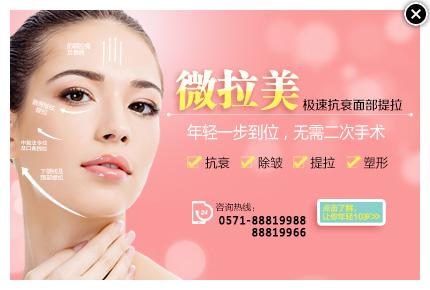 微拉美
极速抗衰面部提拉
年轻一步到位，无需二次手术
抗衰 除皱 提拉 塑形
24
咨询热线：
0571-88819988
88819966
点击了解，
让你年轻10岁>>